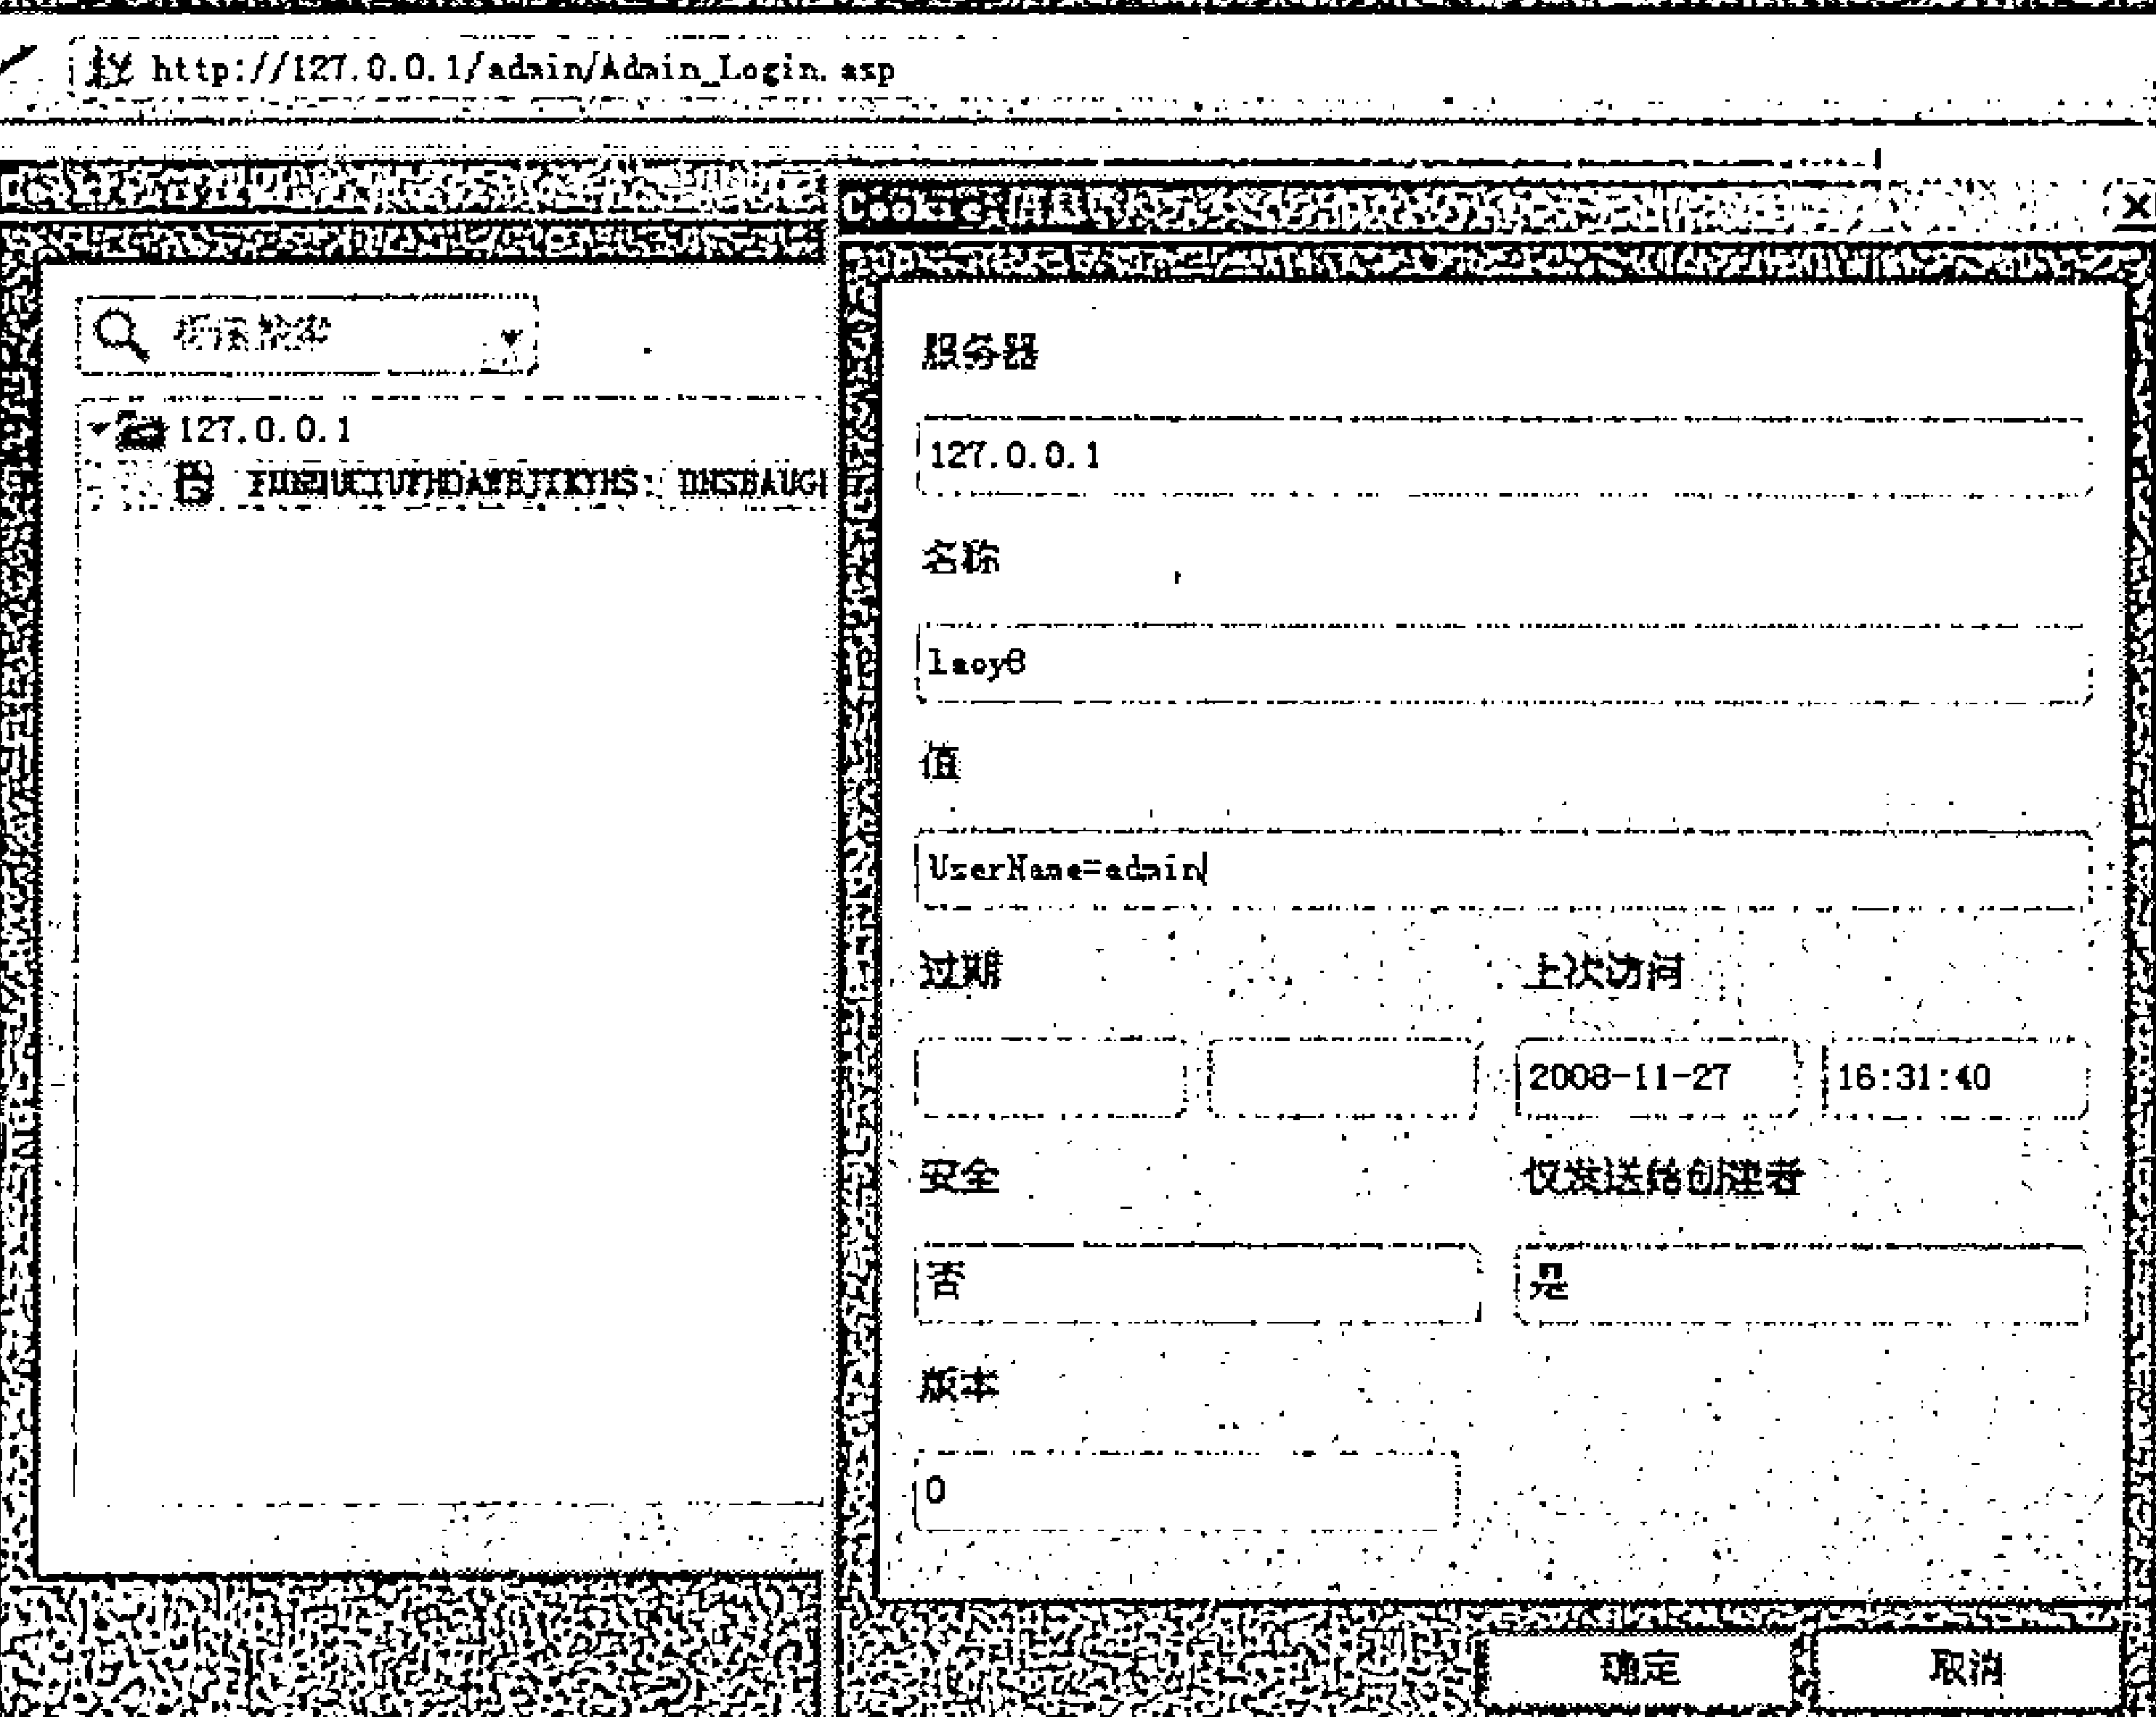 http://127.0.0.1/admin/Admin_Login.asp
Cookie
127.0.0.1
服务器
127.0.0.1
名称
laoy8
值
UserName=admin
过期
上次访问
2008-11-27
16:31:40
安全
仅发送给创建者
否
是
版本
0
确定
取消